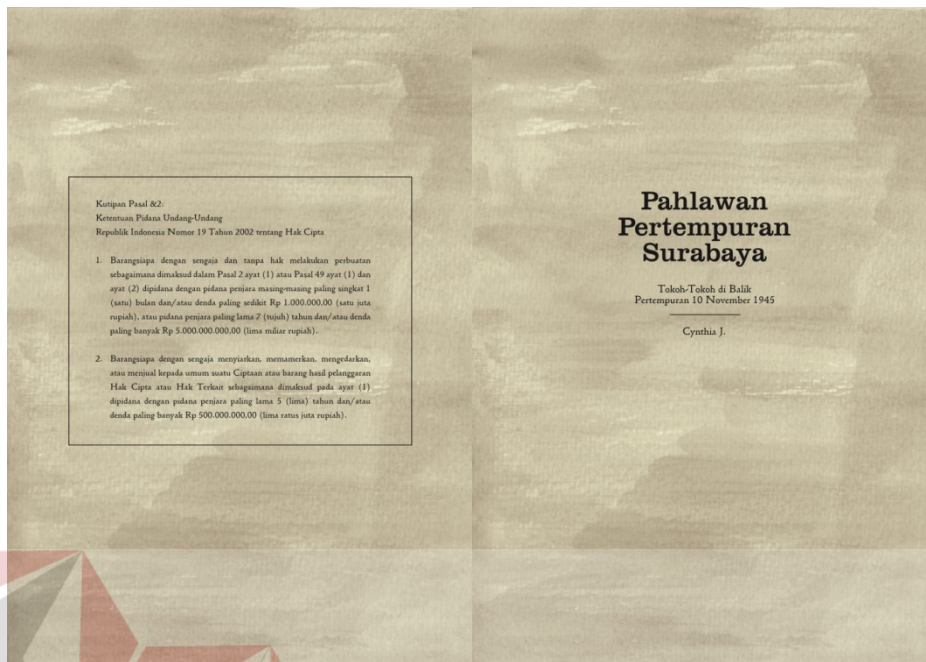 Kutipan Pasal &2:
Ketentuan Pidana Undang-Undang
Republik Indonesia Nomor 19 Tahun 2002 tentang Hak Cipta
1. Barangsiapa dengan sengaja dan tanpa hak melakukan perbuatan
sebagaimana dimaksud dalam Pasal 2 ayat (1) atau Pasal 49 ayat (1) dan
ayat (2) dipidana dengan pidana penjara masing-masing paling singkat 1
(satu) bulan dan/atau denda paling sedikit Rp 1.000.000,00 (satu juta
rupiah), atau pidana penjara paling lama 7 (tujuh) tahun dan/atau denda
paling banyak Rp 5.000.000.000,00 (lima miliar rupiah).
2. Barangsiapa dengan sengaja menyiarkan, memamerkan, mengedarkan,
atau menjual kepada umum suatu Ciptaan atau barang hasil pelanggaran
Hak Cipta atau Hak Terkait sebagaimana dimaksud pada ayat (1)
dipidana dengan pidana penjara paling lama 5 (lima) tahun dan/atau
denda paling banyak Rp 500.000.000,00 (lima ratus juta rupiah).
Pahlawan
Pertempuran
Surabaya
Tokoh-Tokoh di Balik
Pertempuran 10 November 1945
Cynthia J.